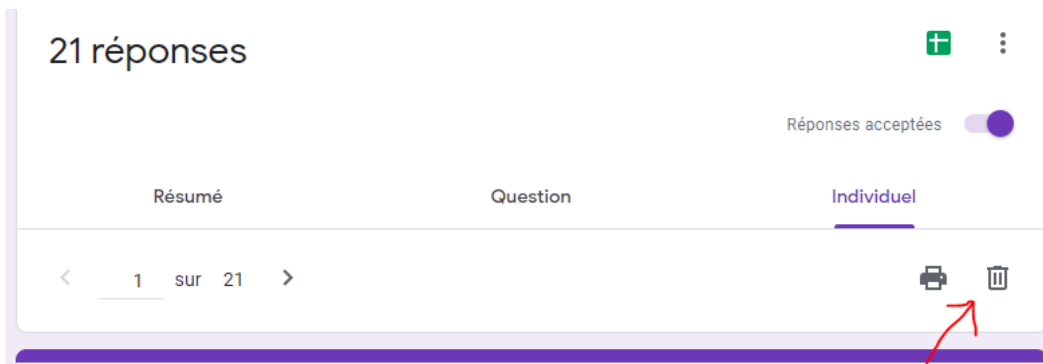 21 réponses
Réponses acceptées
Résumé Question Individuel
1 sur 21